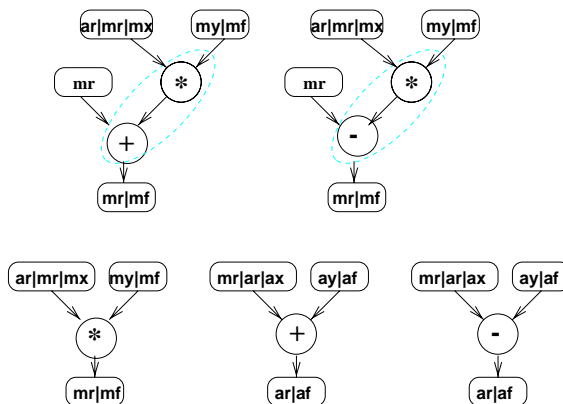 ar|mr|mx my|mf ar|mr|mx my|mf
mr * mr *
+ -
mr|mf mr|mf
ar|mr|mx my|mf mr|ar|ax ay|af mr|ar|ax ay|af
* + -
mr|mf ar|af ar|af